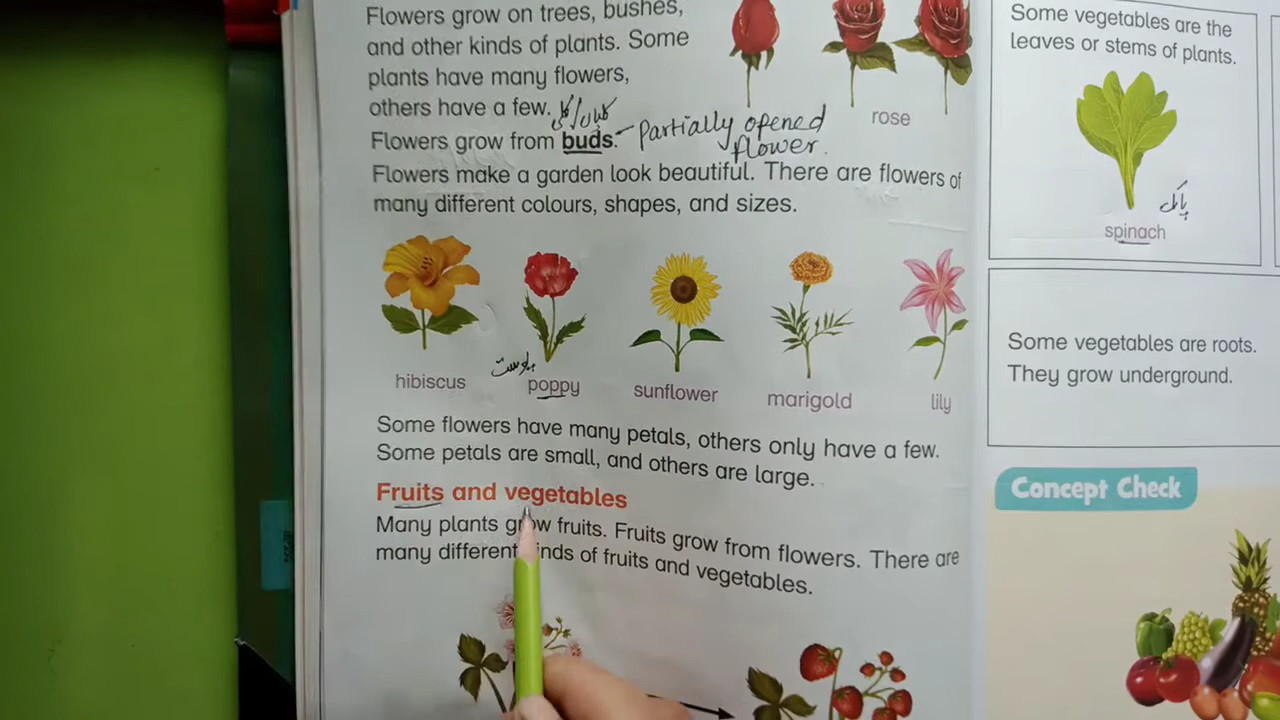 Flowers grow on trees, bushes,
and other kinds of plants. Some
plants have many flowers,
others have a few.
Flowers grow from buds. Partially opened
flower.
Flowers make a garden look beautiful. There are flowers of
many different colours, shapes, and sizes.
rose
hibiscus
poppy
sunflower
marigold
lily
Some flowers have many petals, others only have a few.
Some petals are small, and others are large.
Fruits and vegetables
Many plants grow fruits. Fruits grow from flowers. There are
many different kinds of fruits and vegetables.
Some vegetables are the
leaves or stems of plants.
spinach
Some vegetables are roots.
They grow underground.
Concept Check